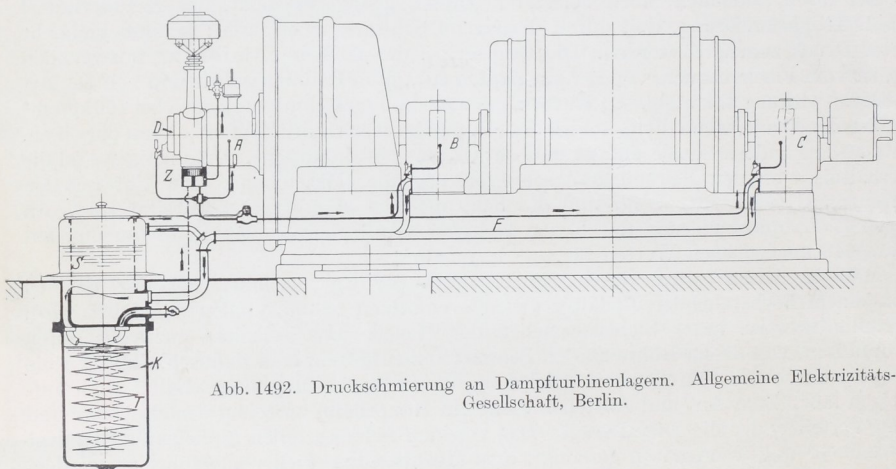 D
A
Z
B
C
F
S
K
T
Abb. 1492. Druckschmierung an Dampfturbinenlagern. Allgemeine Elektrizitäts-
Gesellschaft, Berlin.